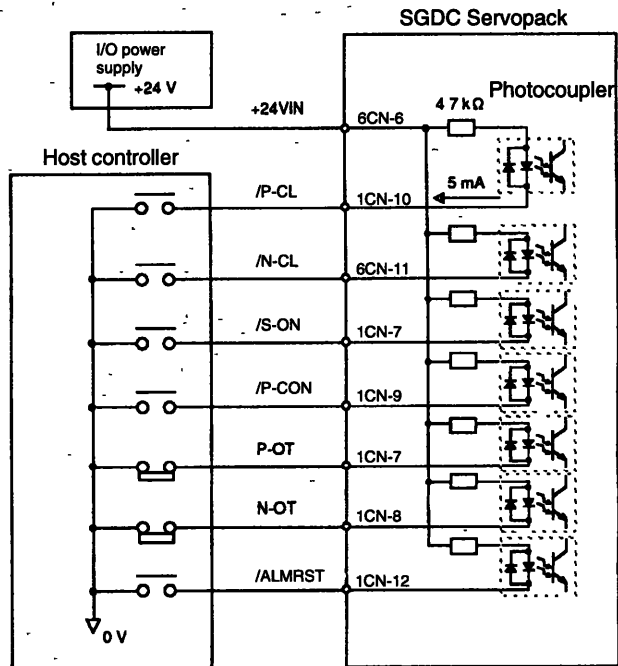 SGDC Servopack
I/O power
supply
+24 V
Photocoupler
+24VIN
6CN-6
4 7 kΩ
Host controller
5 mA
/P-CL
1CN-10
/N-CL
6CN-11
/S-ON
1CN-7
/P-CON
1CN-9
P-OT
1CN-7
N-OT
1CN-8
/ALMRST
1CN-12
0 V